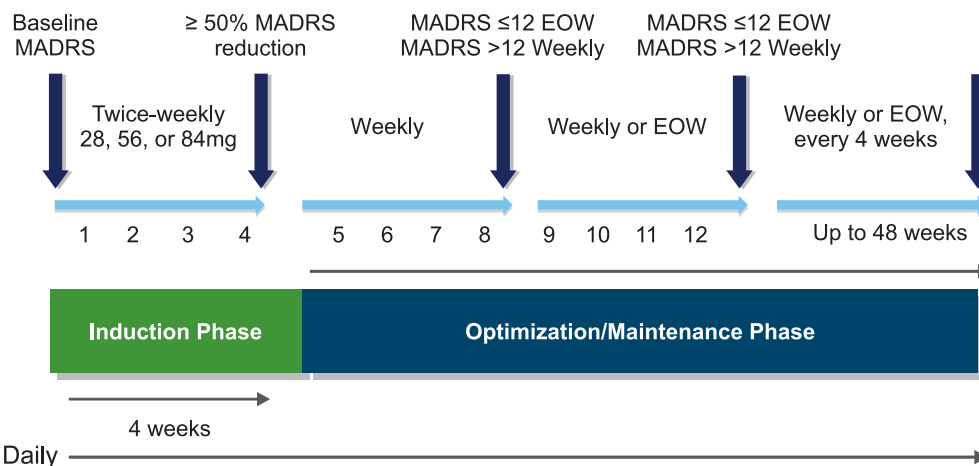 Baseline
MADRS
≥ 50% MADRS
reduction
MADRS ≤12 EOW
MADRS >12 Weekly
MADRS ≤12 EOW
MADRS >12 Weekly
Twice-weekly
28, 56, or 84mg
Weekly
Weekly or EOW
Weekly or EOW,
every 4 weeks
1 2 3 4 5 6 7 8 9 10 11 12 Up to 48 weeks
Induction Phase
Optimization/Maintenance Phase
4 weeks
Daily